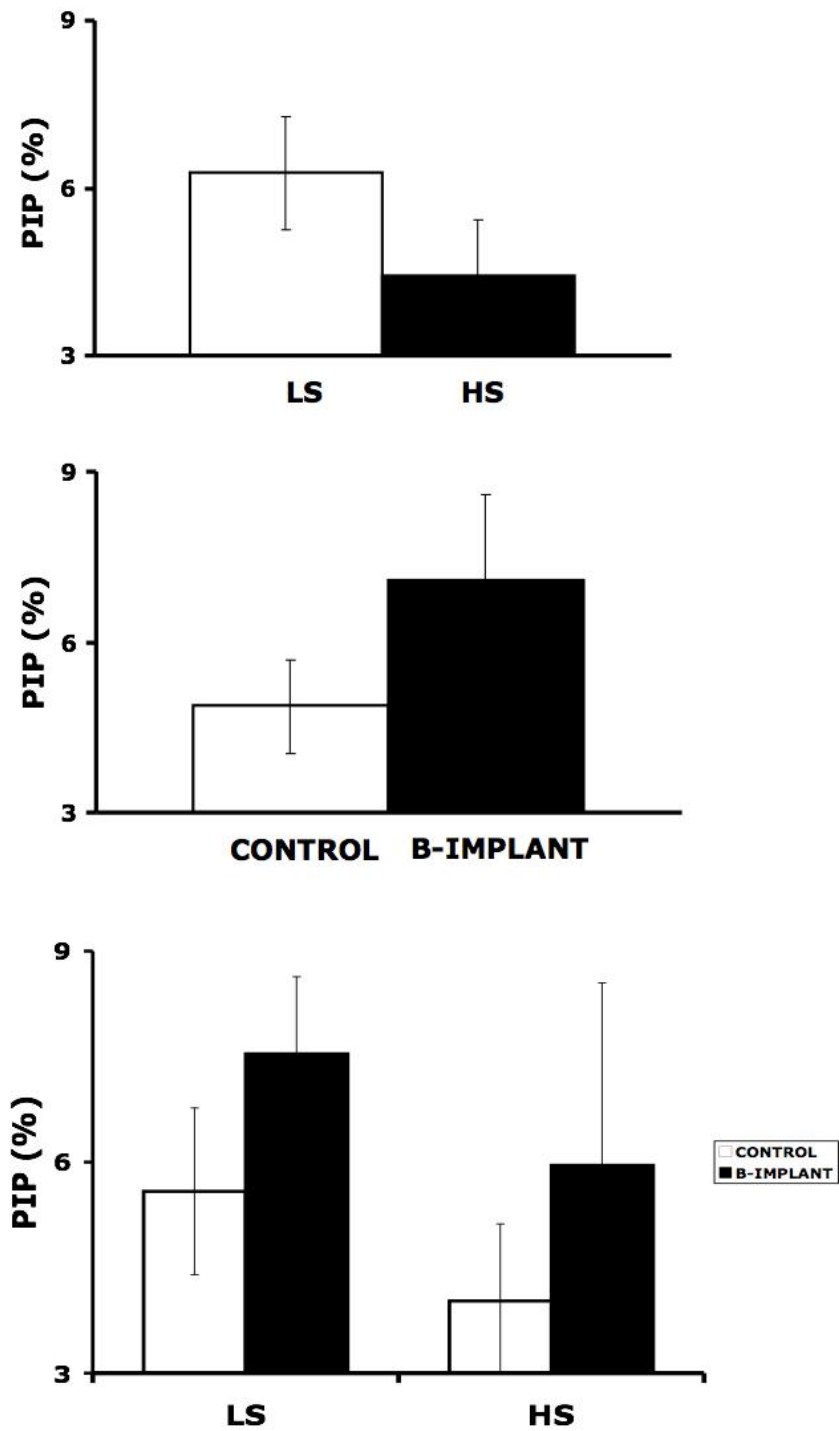 9
PIP (%)
6
3
LS HS
9
PIP (%)
6
3
CONTROL B-IMPLANT
9
PIP (%)
6
3
LS HS
CONTROL
B-IMPLANT